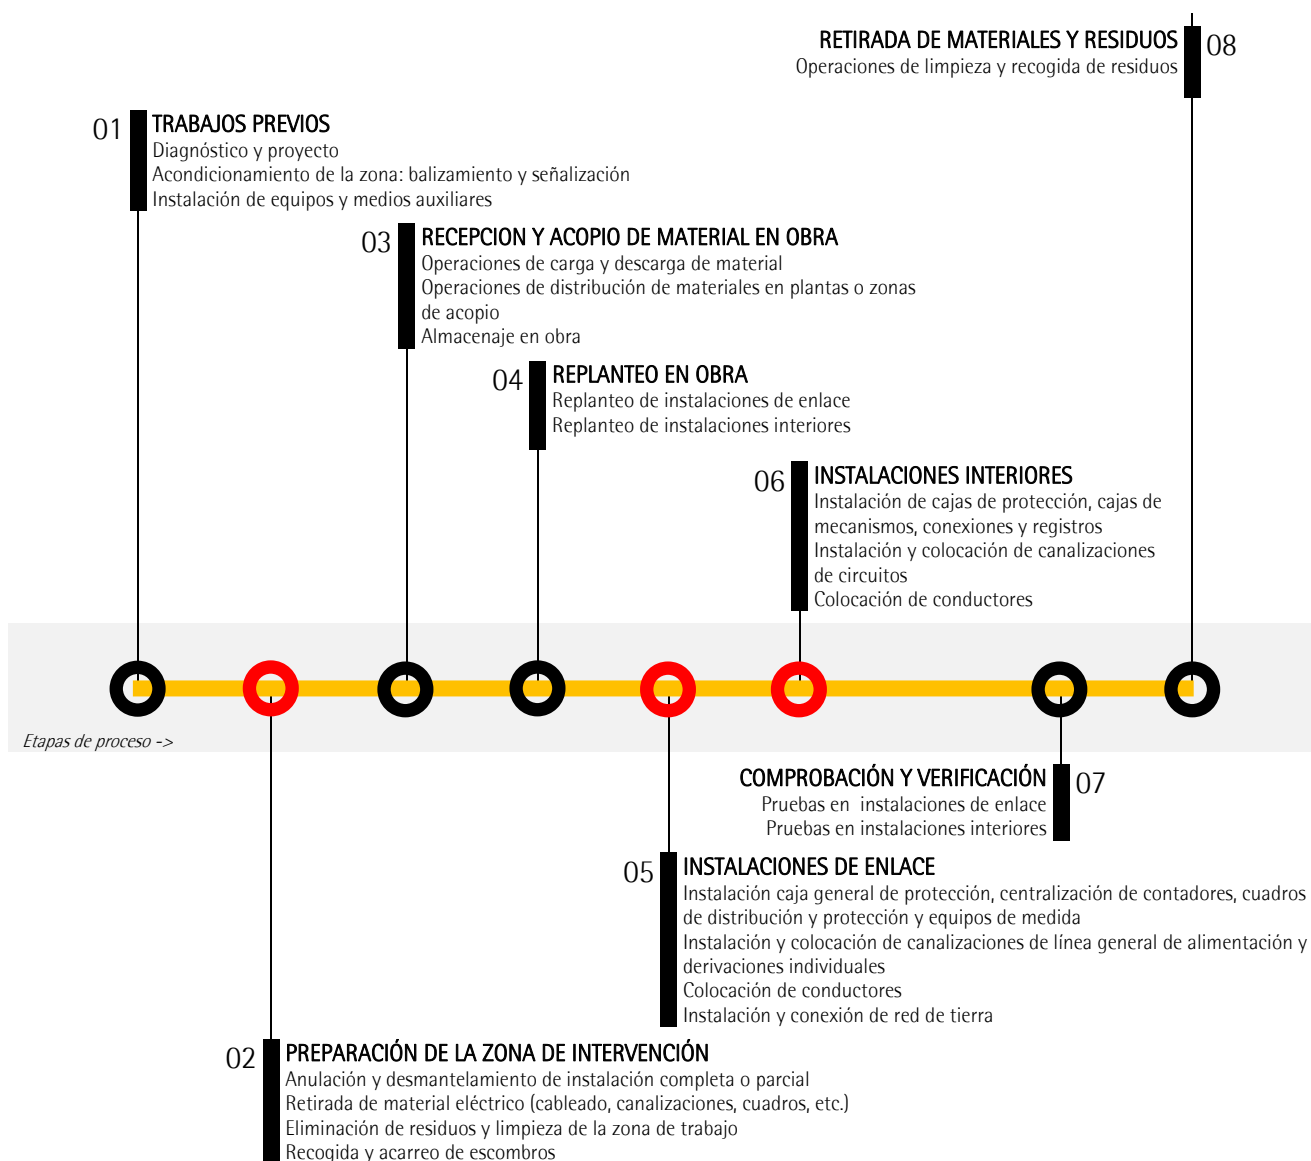 RETIRADA DE MATERIALES Y RESIDUOS 08
Operaciones de limpieza y recogida de residuos
01 TRABAJOS PREVIOS
Diagnóstico y proyecto
Acondicionamiento de la zona: balizamiento y señalización
Instalación de equipos y medios auxiliares
03 RECEPCION Y ACOPIO DE MATERIAL EN OBRA
Operaciones de carga y descarga de material
Operaciones de distribución de materiales en plantas o zonas
de acopio
Almacenaje en obra
04 REPLANTEO EN OBRA
Replanteo de instalaciones de enlace
Replanteo de instalaciones interiores
06 INSTALACIONES INTERIORES
Instalación de cajas de protección, cajas de
mecanismos, conexiones y registros
Instalación y colocación de canalizaciones
de circuitos
Colocación de conductores
Etapas de proceso ->
COMPROBACIÓN Y VERIFICACIÓN 07
Pruebas en instalaciones de enlace
Pruebas en instalaciones interiores
05 INSTALACIONES DE ENLACE
Instalación caja general de protección, centralización de contadores, cuadros
de distribución y protección y equipos de medida
Instalación y colocación de canalizaciones de línea general de alimentación y
derivaciones individuales
Colocación de conductores
Instalación y conexión de red de tierra
02 PREPARACIÓN DE LA ZONA DE INTERVENCIÓN
Anulación y desmantelamiento de instalación completa o parcial
Retirada de material eléctrico (cableado, canalizaciones, cuadros, etc.)
Eliminación de residuos y limpieza de la zona de trabajo
Recogida y acarreo de escombros